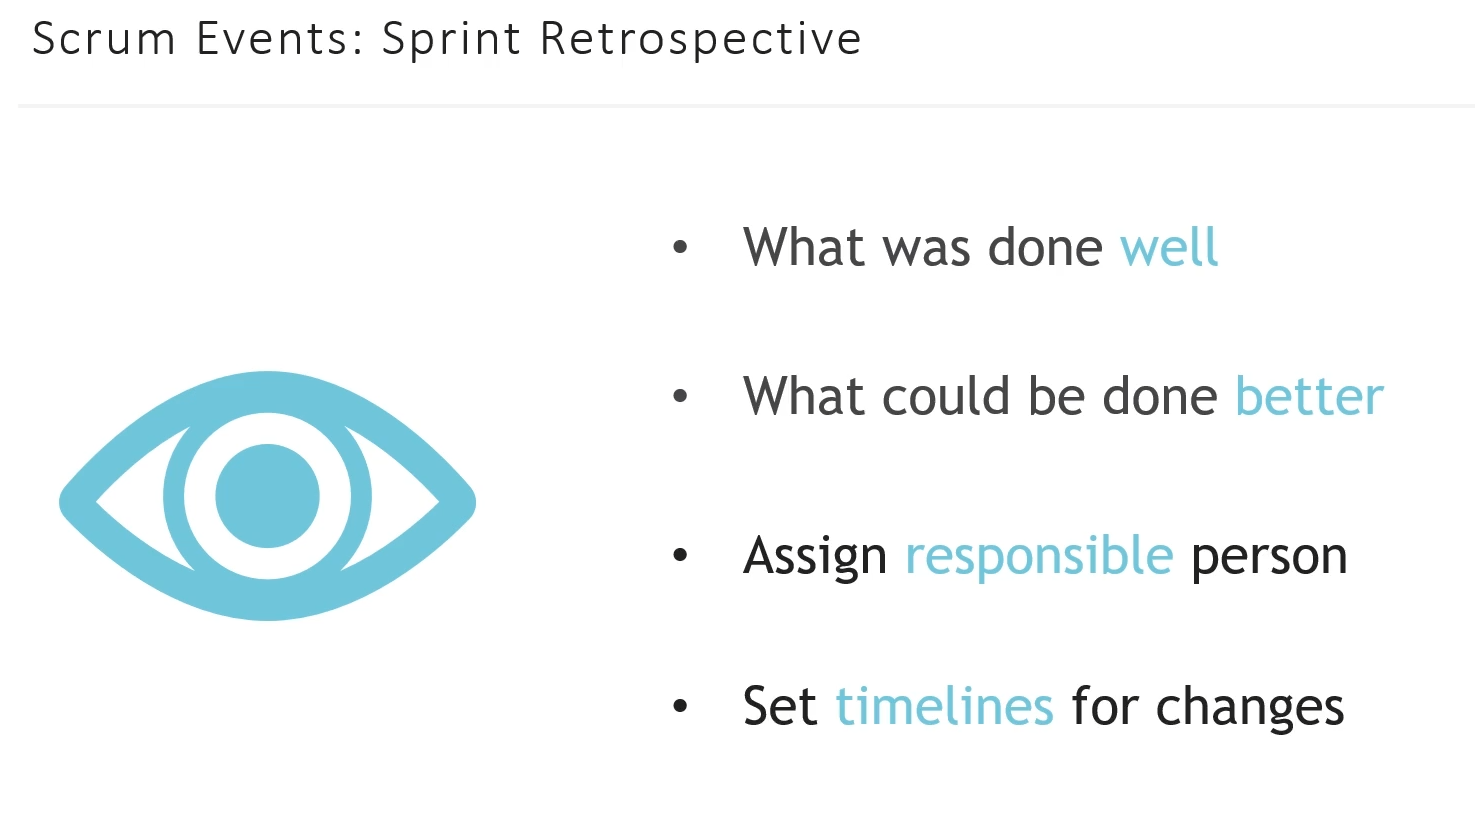 Scrum Events: Sprint Retrospective
• What was done well
• What could be done better
• Assign responsible person
• Set timelines for changes